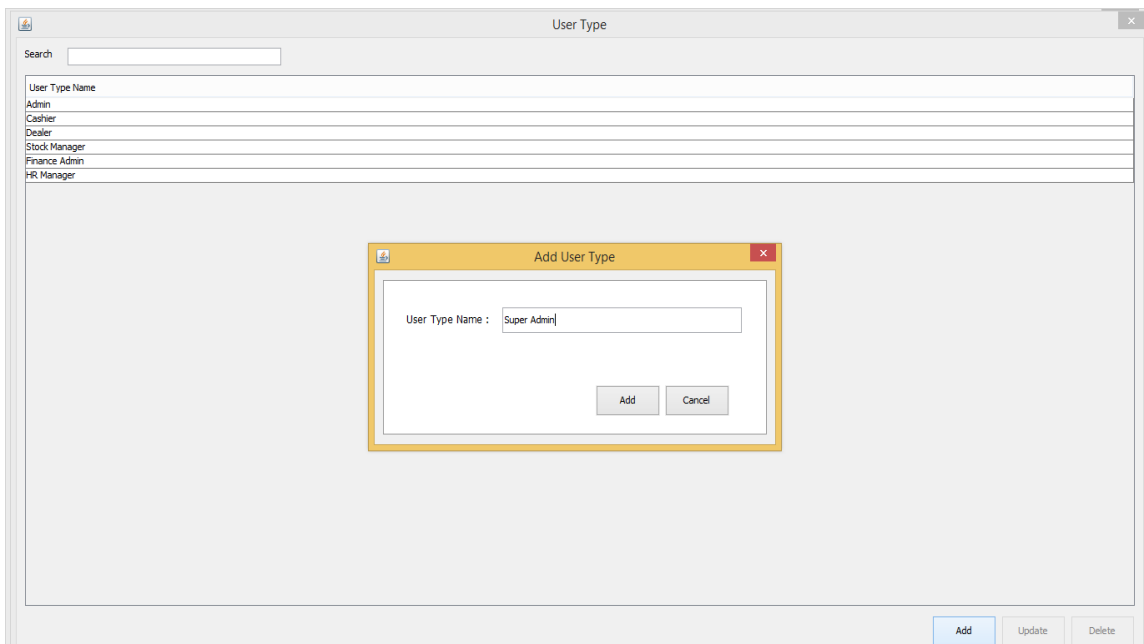 User Type
Search
User Type Name
Admin
Cashier
Dealer
Stock Manager
Finance Admin
HR Manager
Add User Type
User Type Name : Super Admin
Add Cancel
Add Update Delete